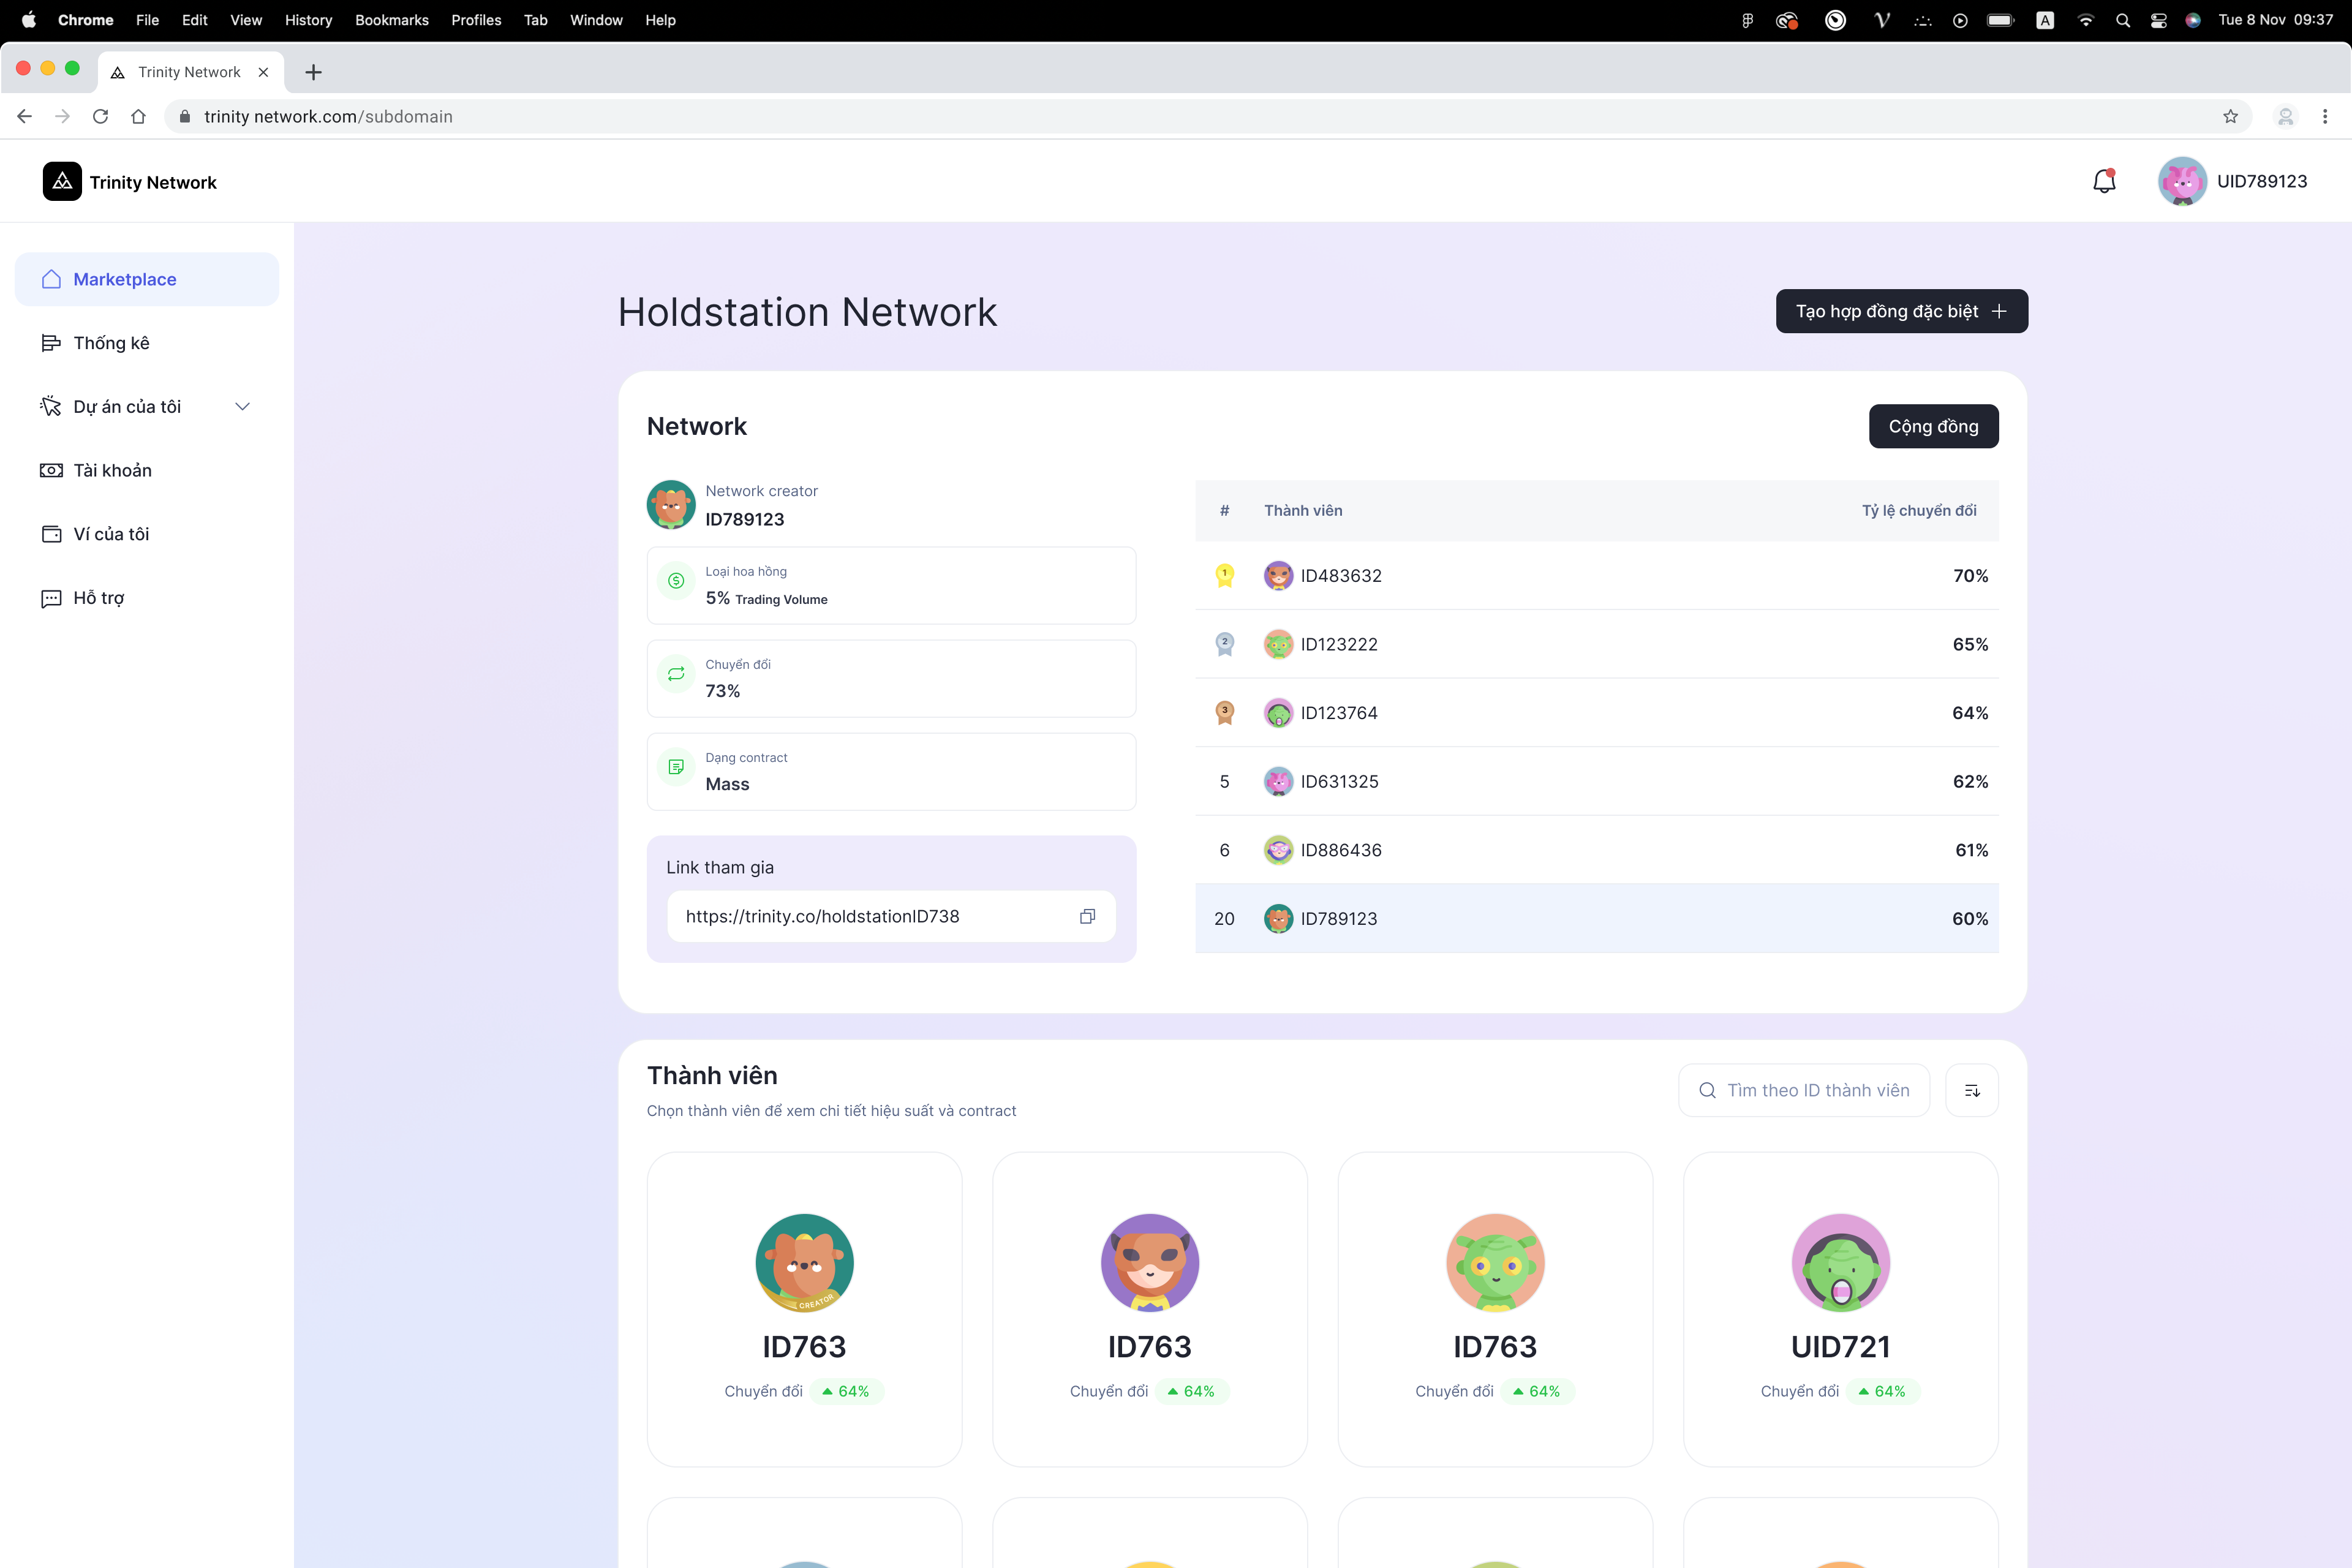 Chrome File Edit View History Bookmarks Profiles Tab Window Help
A
Tue 8 Nov 09:37
Trinity Network
trinity network.com/subdomain
Trinity Network
UID789123
Marketplace
Thống kê
Dự án của tôi
Tài khoản
Ví của tôi
Hỗ trợ
Holdstation Network
Tạo hợp đồng đặc biệt
Network
Cộng đồng
Network creator
ID789123
Loại hoa hồng
5% Trading Volume
Chuyển đổi
73%
Dạng contract
Mass
Link tham gia
https://trinity.co/holdstationID738
# Thành viên Tỷ lệ chuyển đổi
1 ID483632 70%
2 ID123222 65%
3 ID123764 64%
5 ID631325 62%
6 ID886436 61%
20 ID789123 60%
Thành viên
Chọn thành viên để xem chi tiết hiệu suất và contract
Tìm theo ID thành viên
CREATOR
ID763
Chuyển đổi 64%
ID763
Chuyển đổi 64%
ID763
Chuyển đổi 64%
UID721
Chuyển đổi 64%